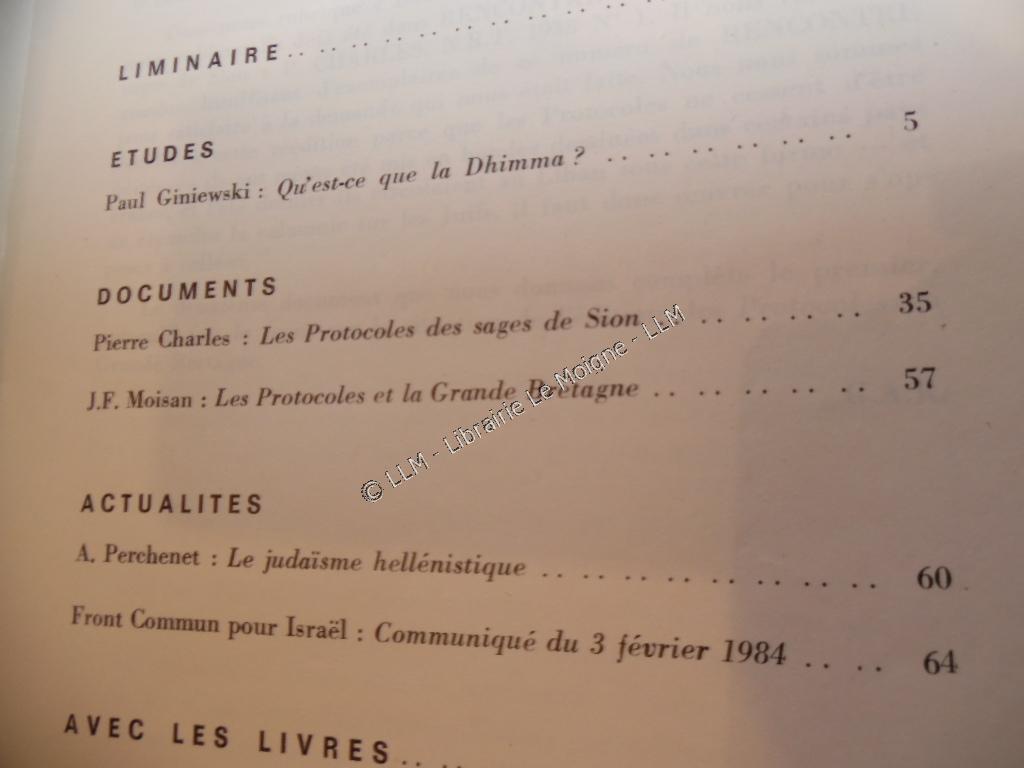 LIMINAIRE.. .. .. .. .. .. .. .. ..
ETUDES
Paul Giniewski : Qu'est-ce que la Dhimma ? .. .. .. .. .. .. 5
DOCUMENTS
Pierre Charles : Les Protocoles des sages de Sion .. .. .. .. 35
J.F. Moisan : Les Protocoles et la Grande Bretagne .. .. .. .. .. 57
© LLM - Librairie Le Moigne - LLM
ACTUALITES
A. Perchenet : Le judaïsme hellénistique .. .. .. .. .. .. .. .. 60
Front Commun pour Israël : Communiqué du 3 février 1984 .. .. 64
AVEC LES LIVRES.. ..